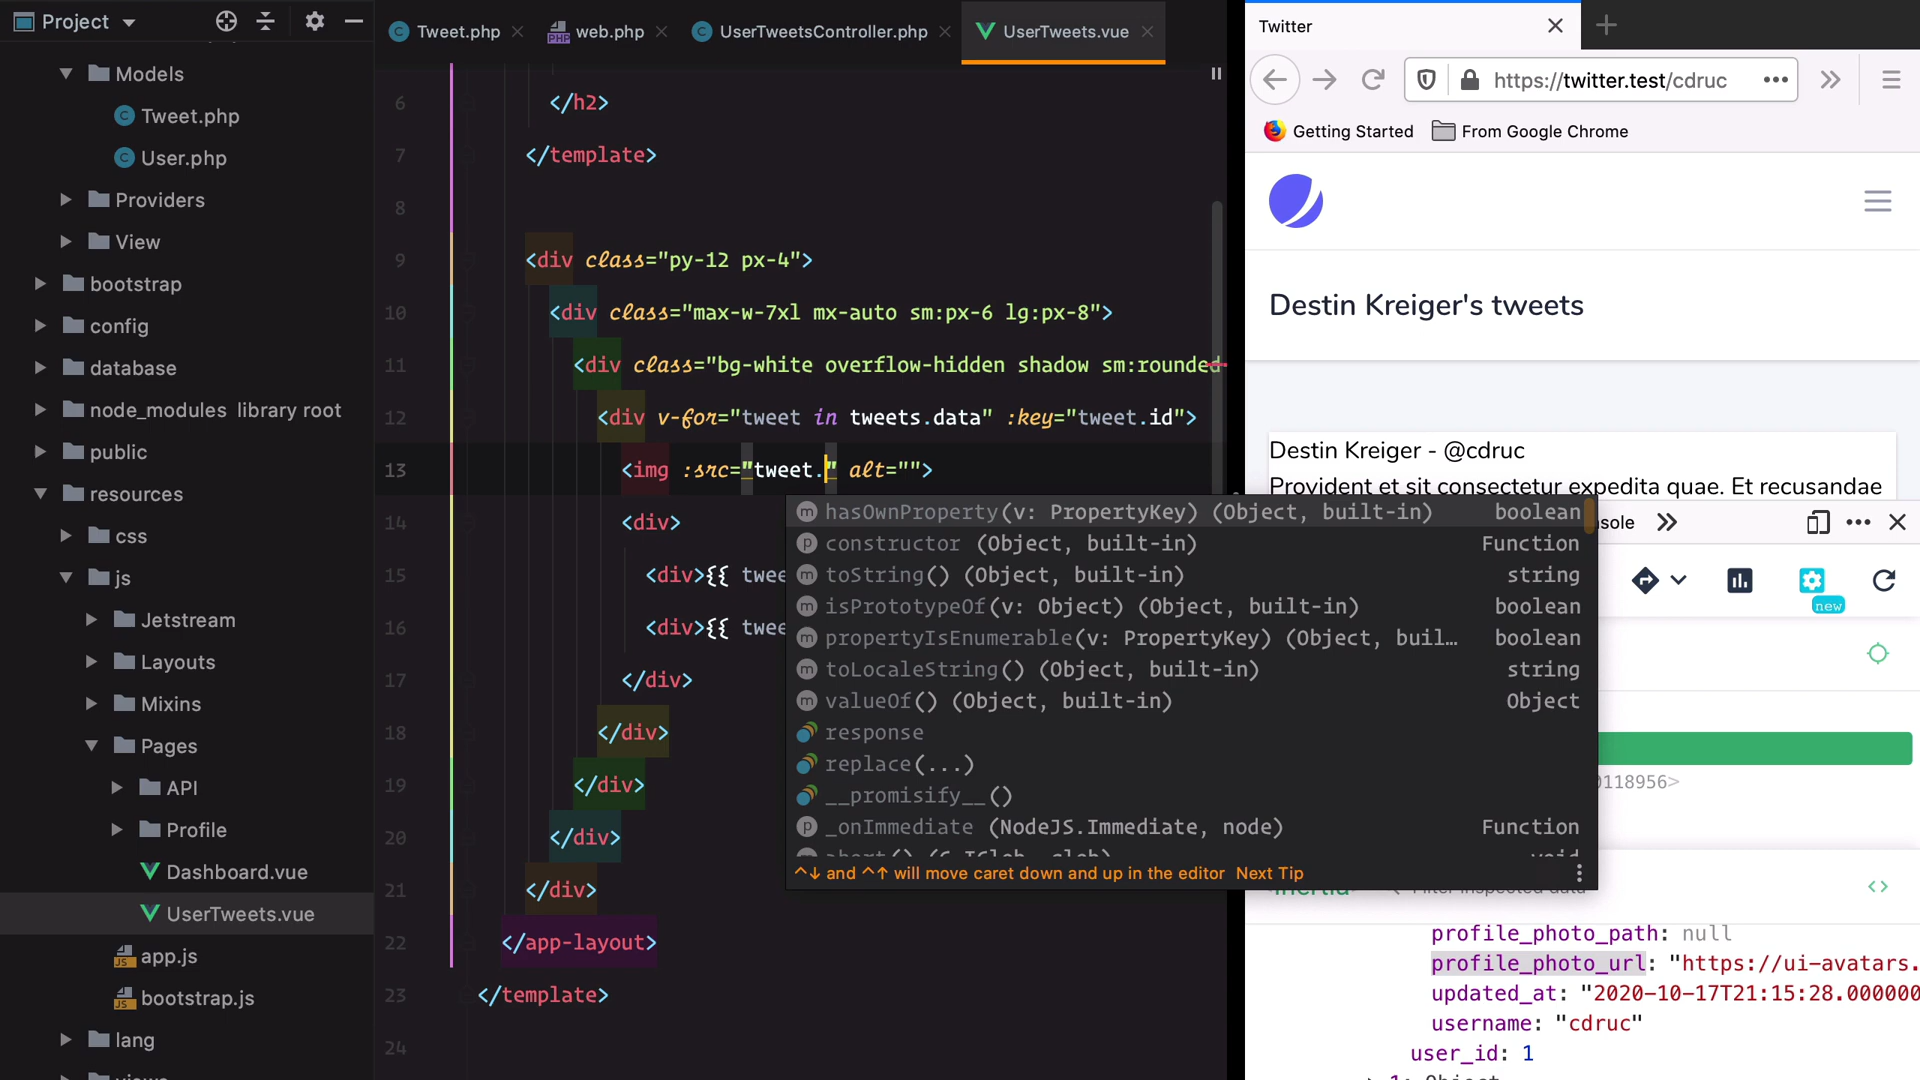 Project
Models
Tweet.php
User.php
Providers
View
bootstrap
config
database
node_modules library root
public
resources
css
js
Jetstream
Layouts
Mixins
Pages
API
Profile
Dashboard.vue
UserTweets.vue
app.js
bootstrap.js
lang
Tweet.php
web.php
UserTweetsController.php
UserTweets.vue
6 </h2>
7 </template>
8
9 <div class="py-12 px-4">
10 <div class="max-w-7xl mx-auto sm:px-6 lg:px-8">
11 <div class="bg-white overflow-hidden shadow sm:rounded-
12 <div v-for="tweet in tweets.data" :key="tweet.id">
13 <img :src="tweet." alt="">
14 <div>
15 <div>{{ twee
16 <div>{{ twee
17 </div>
18 </div>
19 </div>
20 </div>
21 </div>
22 </app-layout>
23 </template>
24
hasOwnProperty(v: PropertyKey) (Object, built-in) boolean
constructor (Object, built-in) Function
toString() (Object, built-in) string
isPrototypeOf(v: Object) (Object, built-in) boolean
propertyIsEnumerable(v: PropertyKey) (Object, buil… boolean
toLocaleString() (Object, built-in) string
valueOf() (Object, built-in) Object
response
replace(...)
__promisify__()
_onImmediate (NodeJS.Immediate, node) Function
^↓ and ^↑ will move caret down and up in the editor Next Tip
Twitter
https://twitter.test/cdruc
Getting Started
From Google Chrome
Destin Kreiger's tweets
Destin Kreiger - @cdruc
Provident et sit consectetur expedita quae. Et recusandae
new
profile_photo_path: null
profile_photo_url: "https://ui-avatars.
updated_at: "2020-10-17T21:15:28.000000
username: "cdruc"
user_id: 1